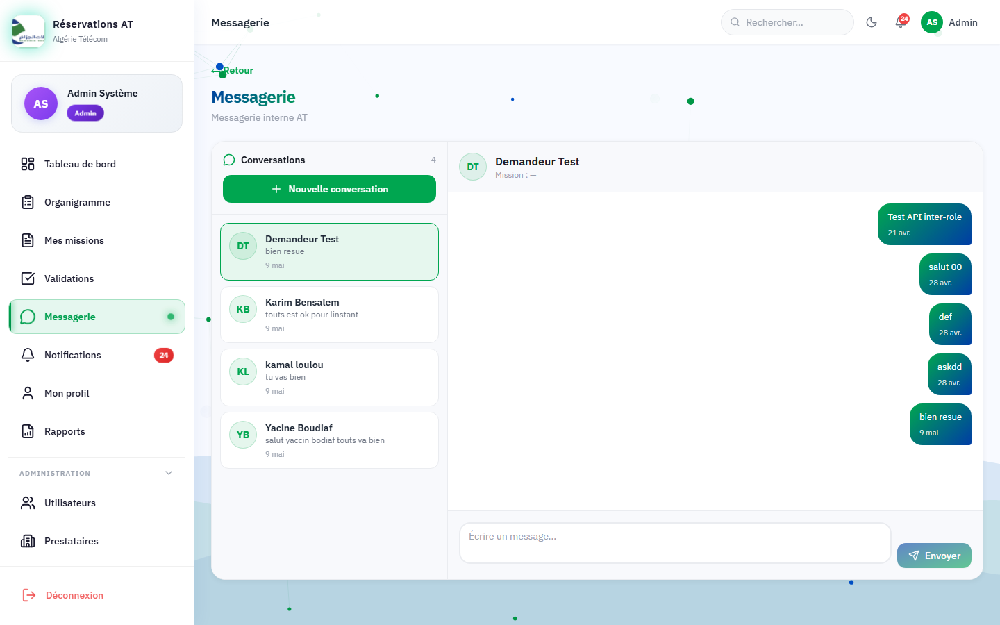 Réservations AT
Algérie Télécom
Messagerie
Rechercher...
24
AS
Admin
AS
Admin Système
Admin
Tableau de bord
Organigramme
Mes missions
Validations
Messagerie
Notifications
24
Mon profil
Rapports
ADMINISTRATION
Utilisateurs
Prestataires
Déconnexion
← Retour
Messagerie
Messagerie interne AT
Conversations
4
+ Nouvelle conversation
DT
Demandeur Test
bien resue
9 mai
KB
Karim Bensalem
touts est ok pour linstant
9 mai
KL
kamal loulou
tu vas bien
9 mai
YB
Yacine Boudiaf
salut yaccin bodiaf touts va bien
9 mai
DT
Demandeur Test
Mission : —
Test API inter-role
21 avr.
salut 00
28 avr.
def
28 avr.
askdd
28 avr.
bien resue
9 mai
Écrire un message...
Envoyer